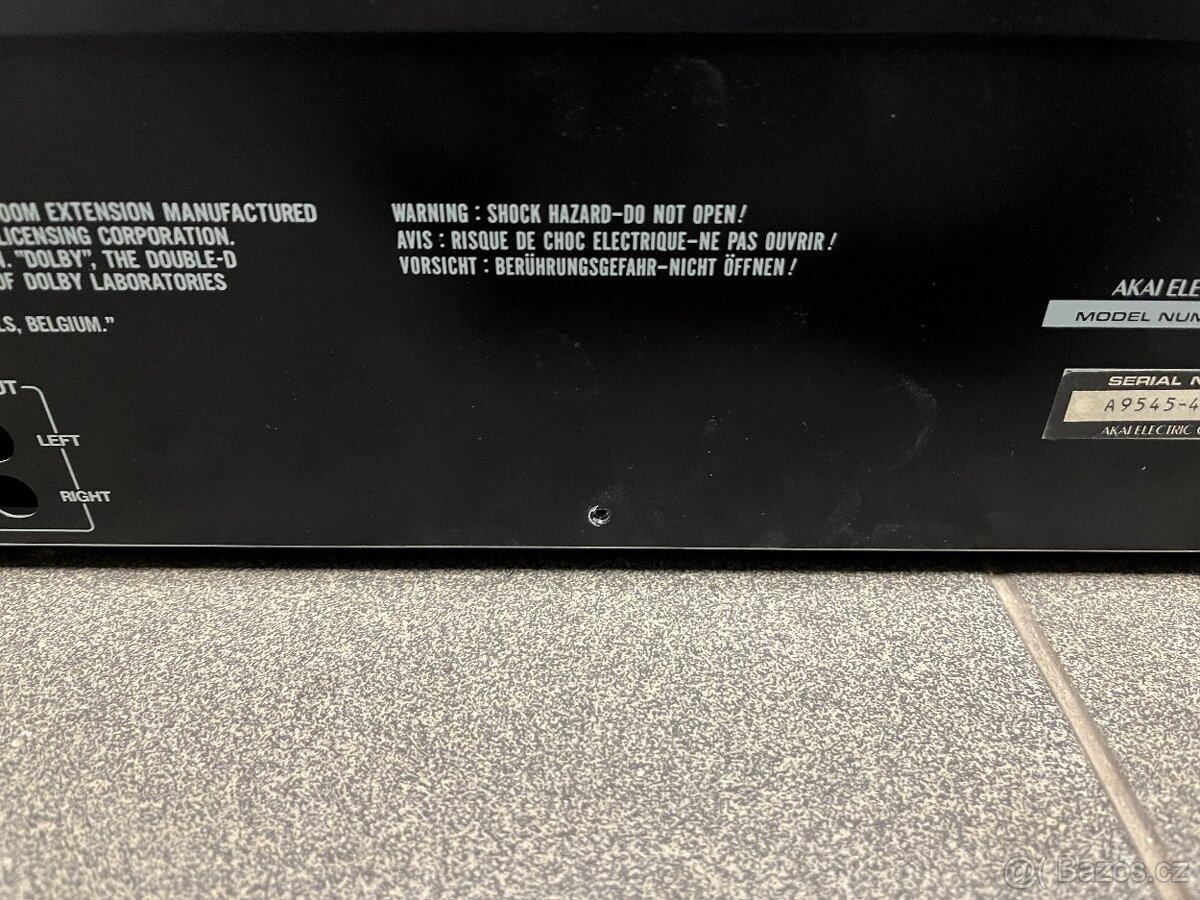 OOM EXTENSION MANUFACTURED
LICENSING CORPORATION.
"DOLBY", THE DOUBLE-D
OF DOLBY LABORATORIES
LS, BELGIUM."
WARNING : SHOCK HAZARD–DO NOT OPEN!
AVIS : RISQUE DE CHOC ELECTRIQUE–NE PAS OUVRIR!
VORSICHT : BERÜHRUNGSGEFAHR–NICHT ÖFFNEN!
AKAI ELE
MODEL NUM
SERIAL N
A9545-4
AKAI ELECTRIC C
UT
LEFT
RIGHT
@ Bazos.cz